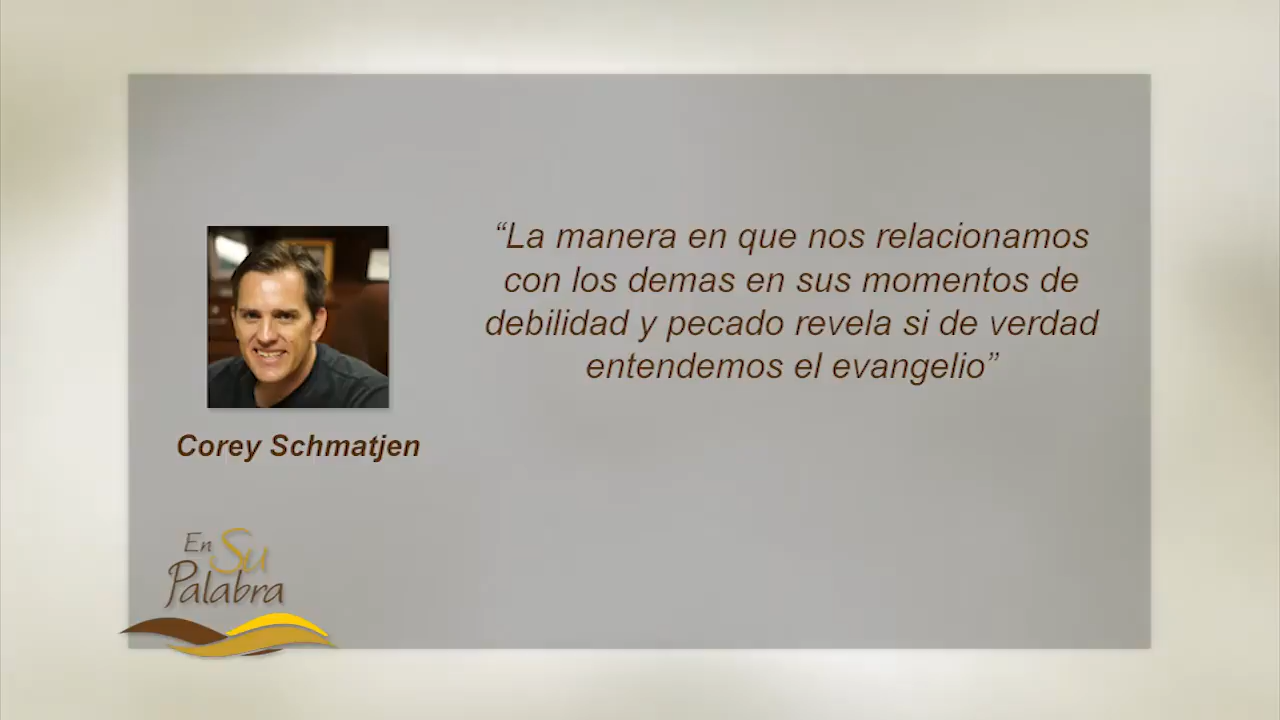 “La manera en que nos relacionamos
con los demas en sus momentos de
debilidad y pecado revela si de verdad
entendemos el evangelio”
Corey Schmatjen
En Su
Palabra